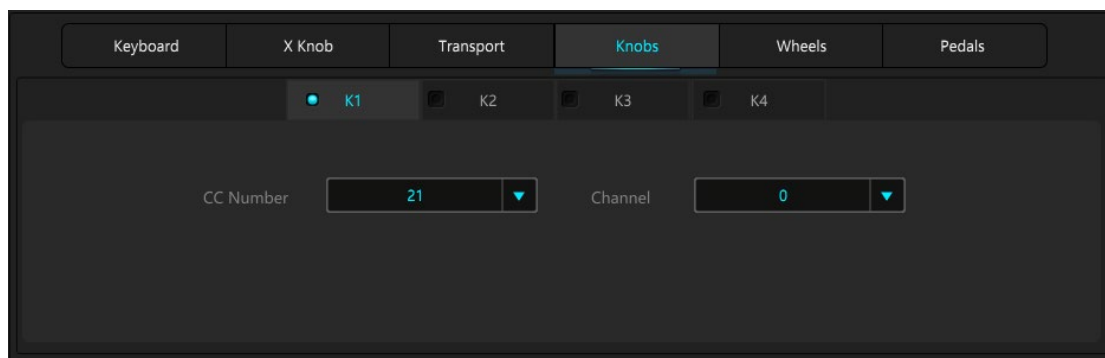 Keyboard X Knob Transport Knobs Wheels Pedals
K1 K2 K3 K4
CC Number 21 Channel 0